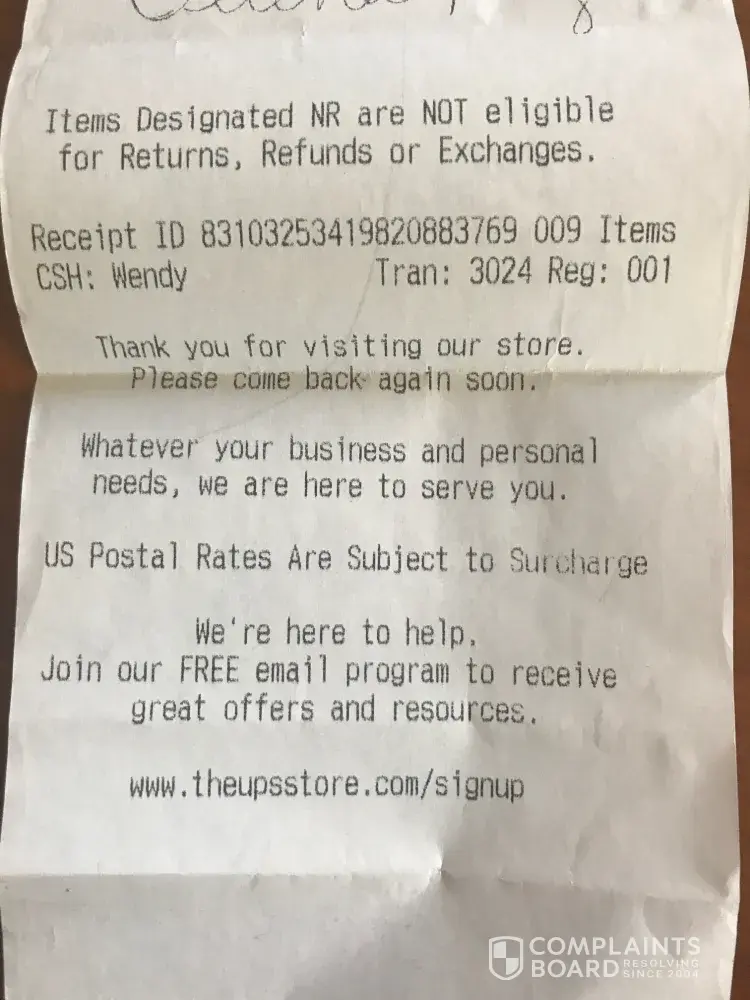 Items Designated NR are NOT eligible
for Returns, Refunds or Exchanges.
Receipt ID 83103253419820883769 009 Items
CSH: Wendy Tran: 3024 Reg: 001
Thank you for visiting our store.
Please come back again soon.
Whatever your business and personal
needs, we are here to serve you.
US Postal Rates Are Subject to Surcharge
We're here to help.
Join our FREE email program to receive
great offers and resources.
www.theupsstore.com/signup
COMPLAINTS
BOARD RESOLVING
SINCE 2004